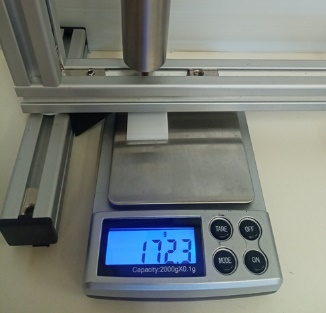 172.3
TARE
OFF
MODE
ON
Capacity:2000gX0.1g